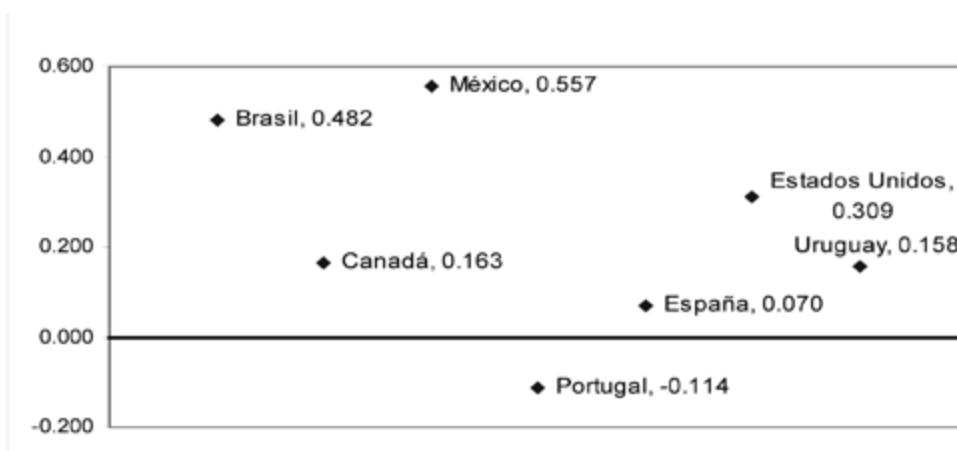 0.600
México, 0.557
Brasil, 0.482
0.400
Estados Unidos,
0.309
0.200
Uruguay, 0.158
Canadá, 0.163
España, 0.070
0.000
Portugal, -0.114
-0.200